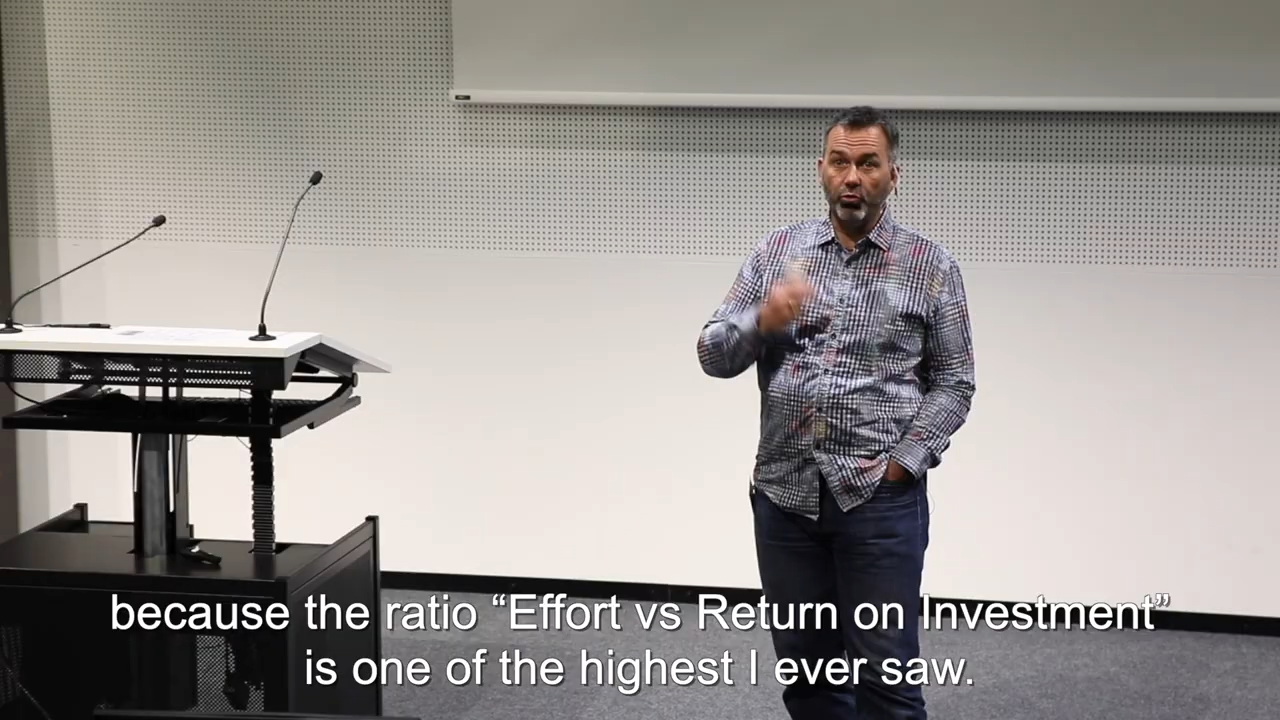 because the ratio “Effort vs Return on Investment”
is one of the highest I ever saw.